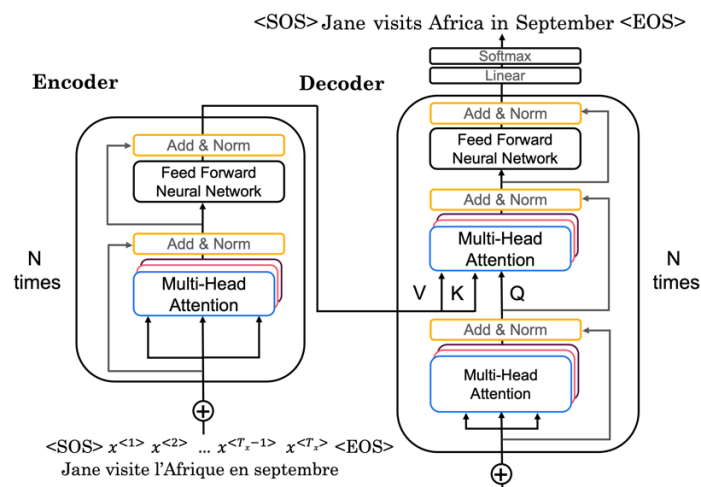 <SOS> Jane visits Africa in September <EOS>
Softmax
Linear
Encoder
Decoder
Add & Norm
Feed Forward
Neural Network
Add & Norm
Multi-Head
Attention
N
times
<SOS> x<1> x<2> … x<Tx−1> x<Tx> <EOS>
Jane visite l'Afrique en septembre
Add & Norm
Feed Forward
Neural Network
Add & Norm
Multi-Head
Attention
V K Q
Add & Norm
Multi-Head
Attention
N
times